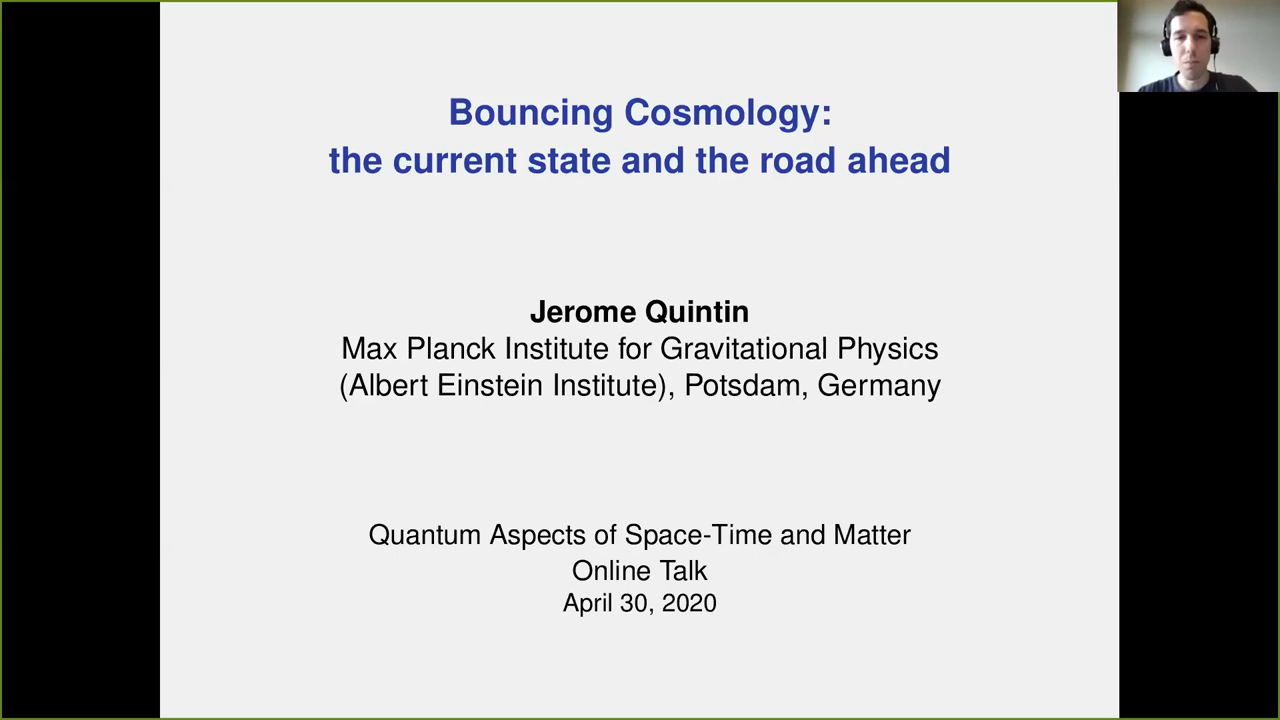 Bouncing Cosmology:
the current state and the road ahead
Jerome Quintin
Max Planck Institute for Gravitational Physics
(Albert Einstein Institute), Potsdam, Germany
Quantum Aspects of Space-Time and Matter
Online Talk
April 30, 2020